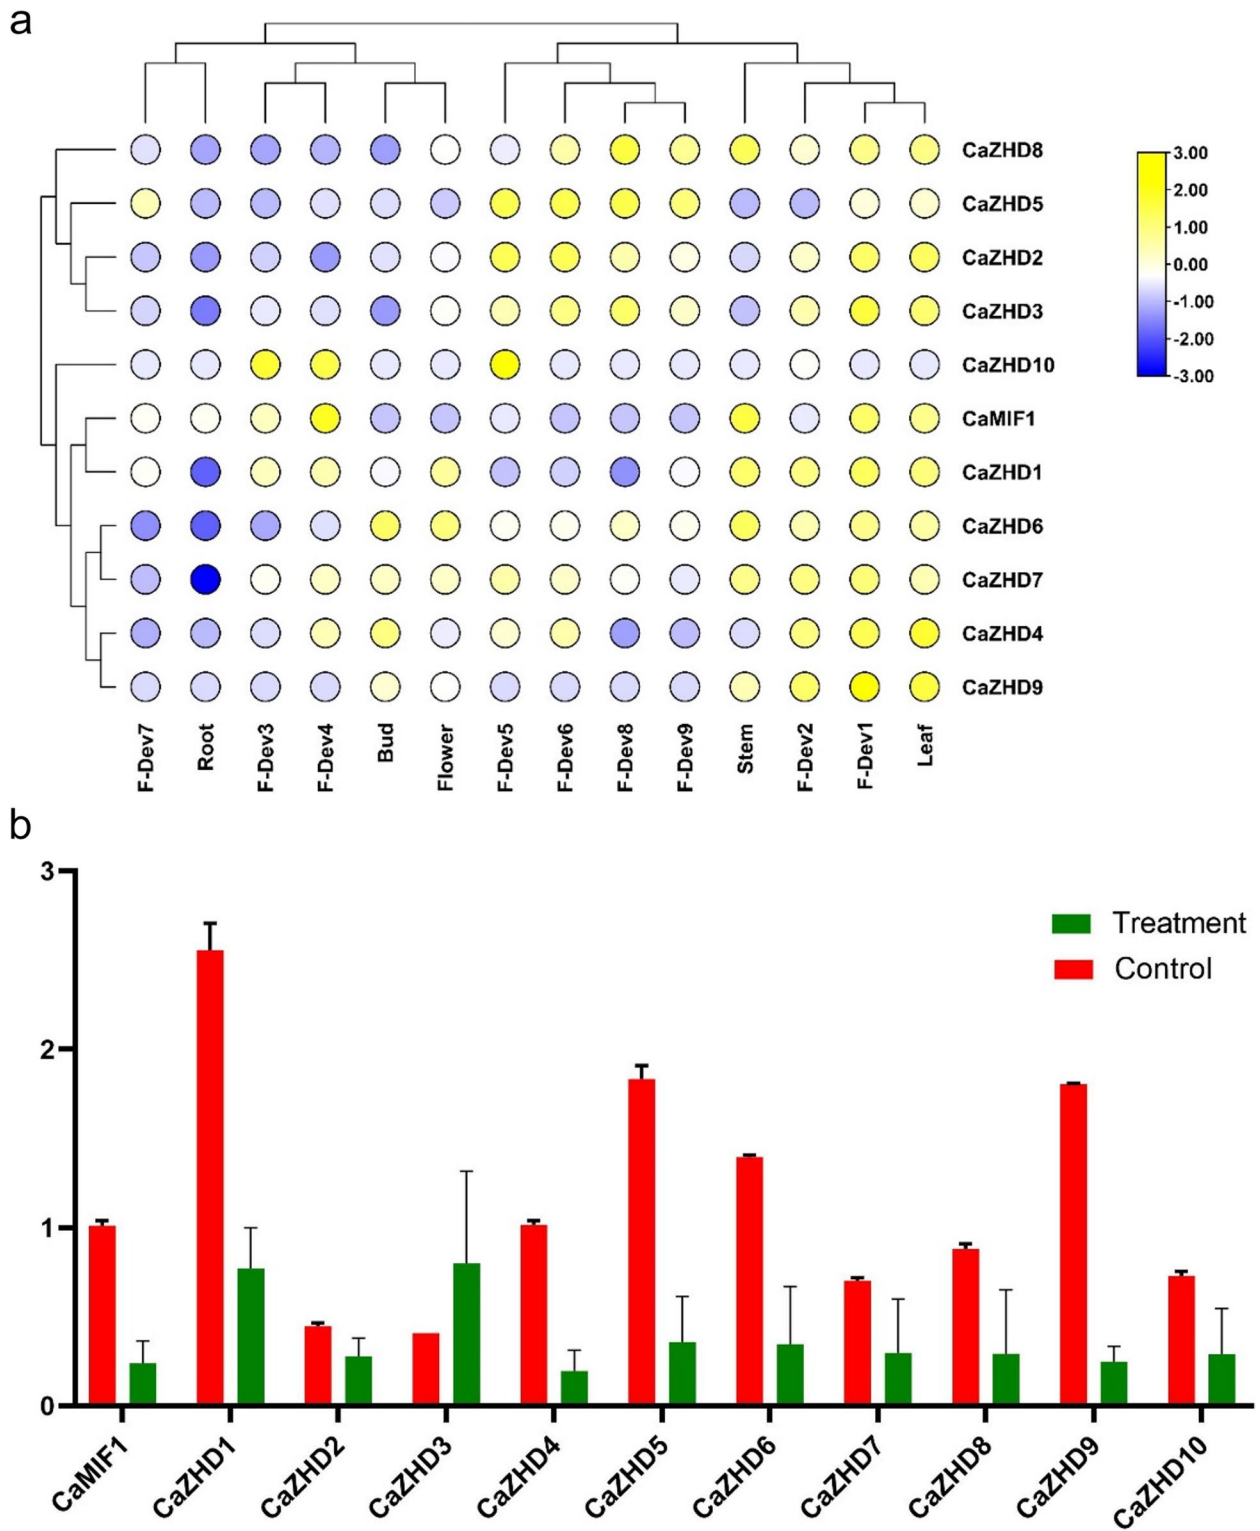 a
CaZHD8
CaZHD5
CaZHD2
CaZHD3
CaZHD10
CaMIF1
CaZHD1
CaZHD6
CaZHD7
CaZHD4
CaZHD9
3.00
2.00
1.00
0.00
-1.00
-2.00
-3.00
F-Dev7 Root F-Dev3 F-Dev4 Bud Flower F-Dev5 F-Dev6 F-Dev8 F-Dev9 Stem F-Dev2 F-Dev1 Leaf
b
3
2
1
0
Treatment
Control
CaMIF1 CaZHD1 CaZHD2 CaZHD3 CaZHD4 CaZHD5 CaZHD6 CaZHD7 CaZHD8 CaZHD9 CaZHD10